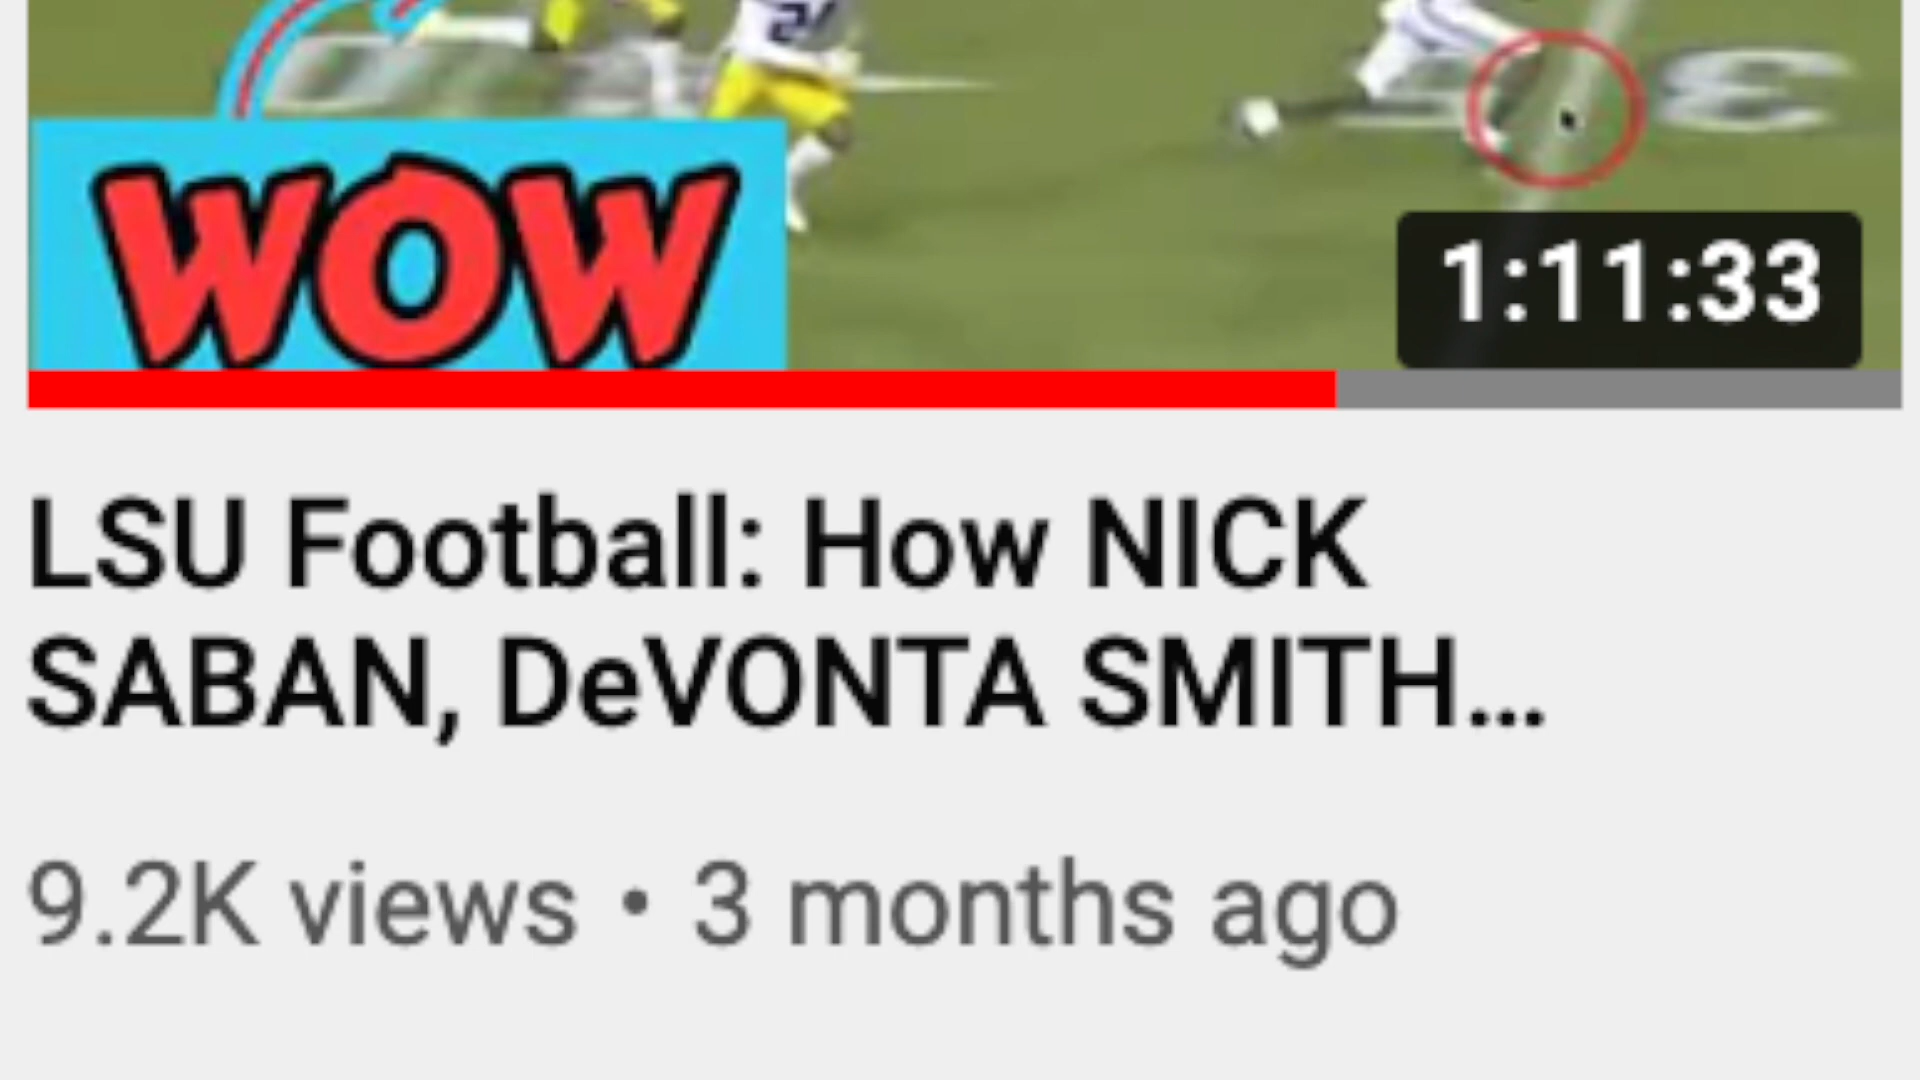 WOW
1:11:33
LSU Football: How NICK
SABAN, DeVONTA SMITH...
9.2K views • 3 months ago